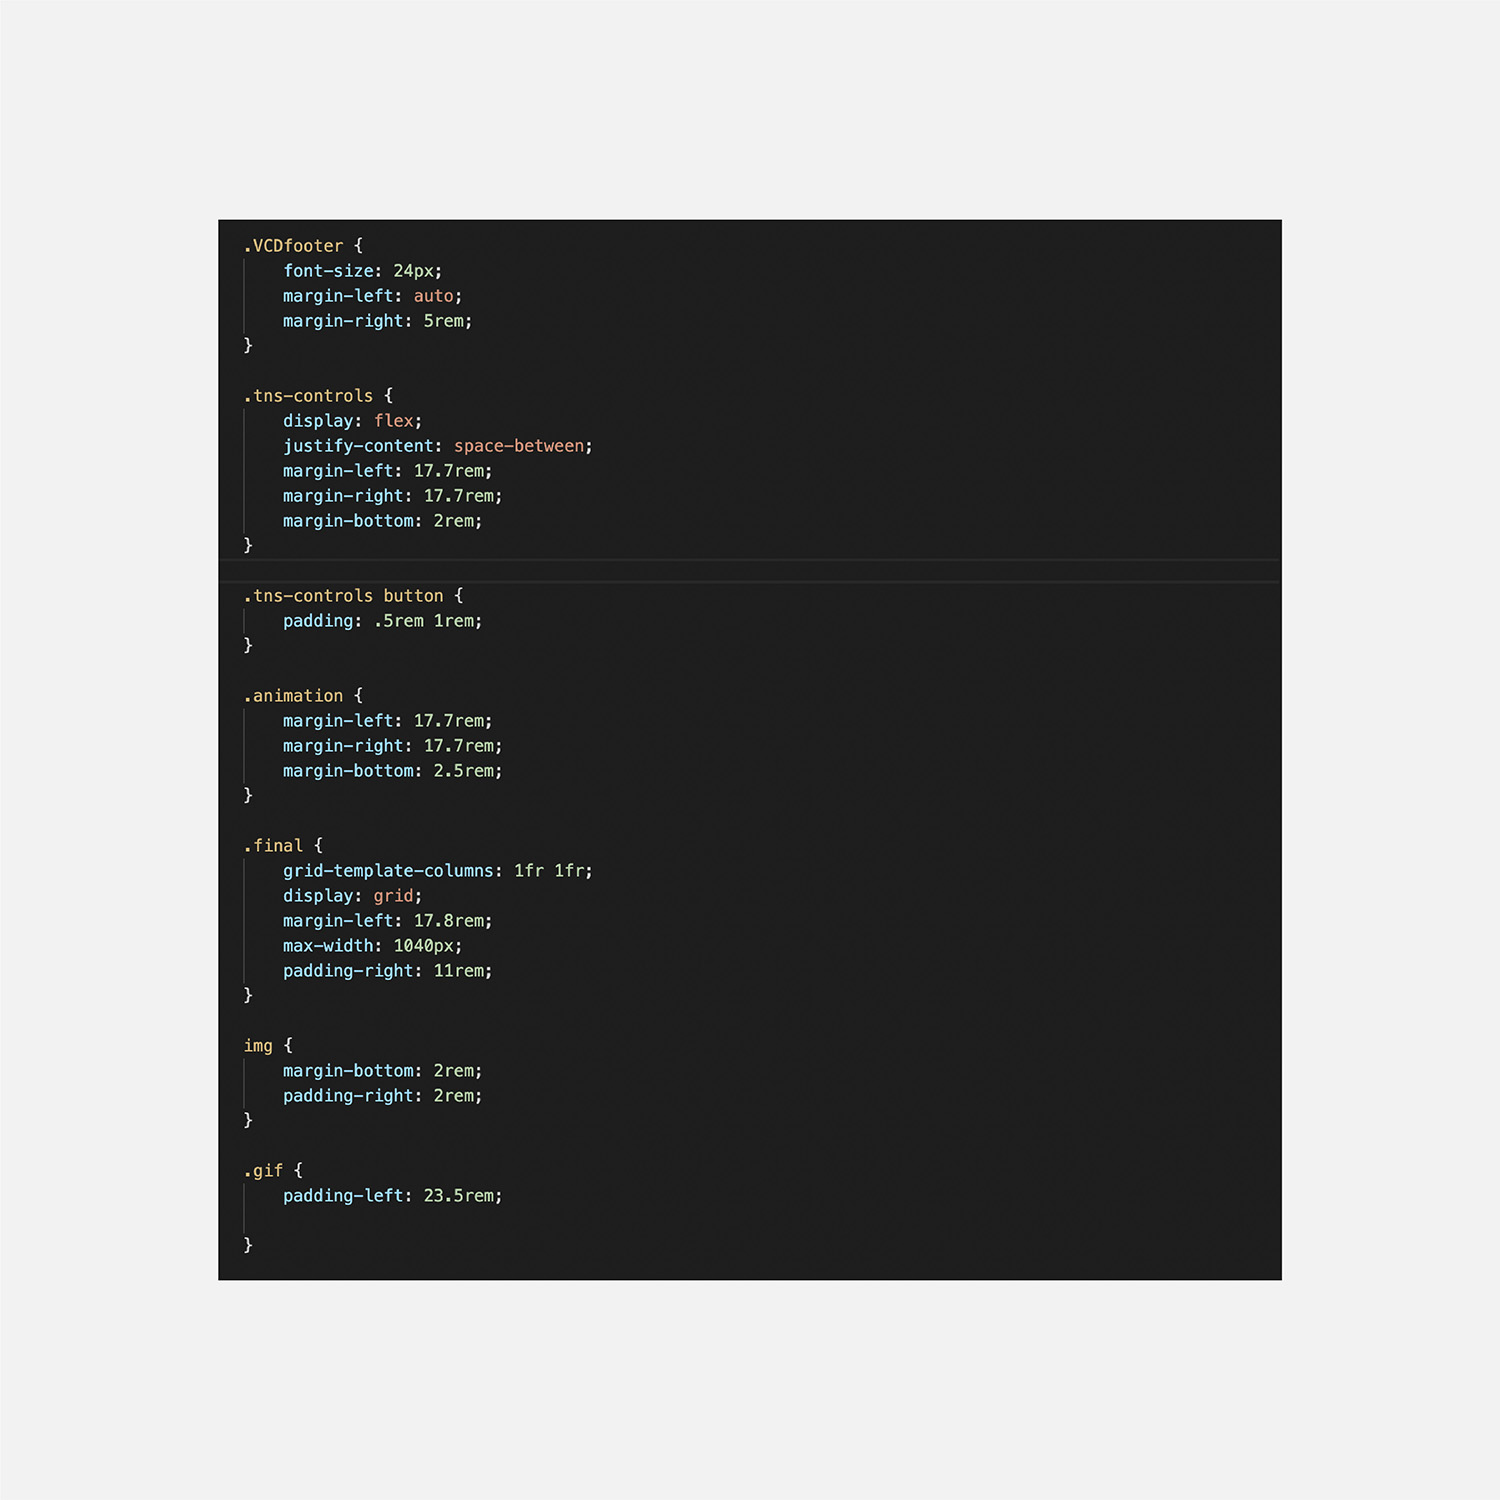 .VCDfooter {
    font-size: 24px;
    margin-left: auto;
    margin-right: 5rem;
}

.tns-controls {
    display: flex;
    justify-content: space-between;
    margin-left: 17.7rem;
    margin-right: 17.7rem;
    margin-bottom: 2rem;
}

.tns-controls button {
    padding: .5rem 1rem;
}

.animation {
    margin-left: 17.7rem;
    margin-right: 17.7rem;
    margin-bottom: 2.5rem;
}

.final {
    grid-template-columns: 1fr 1fr;
    display: grid;
    margin-left: 17.8rem;
    max-width: 1040px;
    padding-right: 11rem;
}

img {
    margin-bottom: 2rem;
    padding-right: 2rem;
}

.gif {
    padding-left: 23.5rem;

}